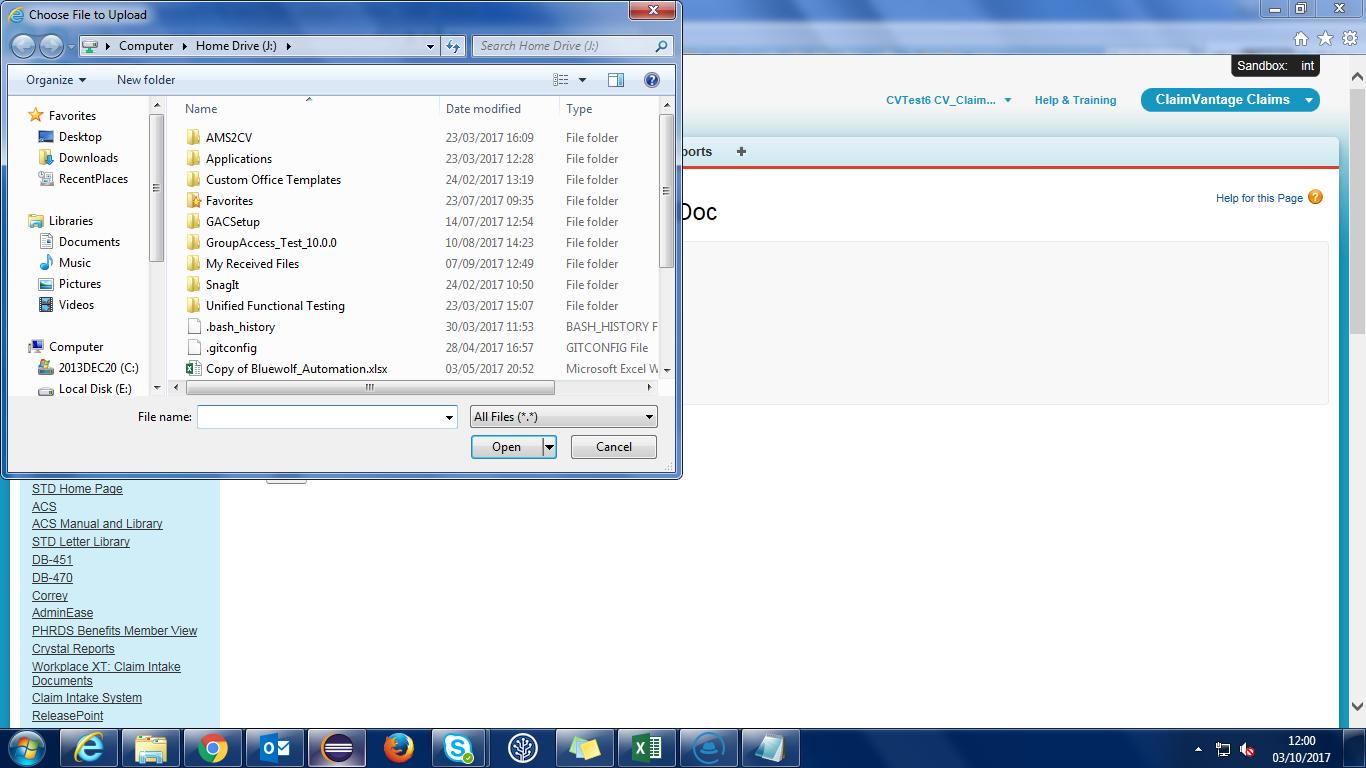 Choose File to Upload
Computer Home Drive (J:)
Search Home Drive (J:)
Organize New folder
Favorites
Desktop
Downloads
RecentPlaces
Libraries
Documents
Music
Pictures
Videos
Computer
2013DEC20 (C:)
Local Disk (E:)
Name Date modified Type
AMS2CV 23/03/2017 16:09 File folder
Applications 23/03/2017 12:28 File folder
Custom Office Templates 24/02/2017 13:19 File folder
Favorites 23/07/2017 09:35 File folder
GACSetup 14/07/2017 12:54 File folder
GroupAccess_Test_10.0.0 10/08/2017 14:23 File folder
My Received Files 07/09/2017 12:49 File folder
SnagIt 24/02/2017 10:50 File folder
Unified Functional Testing 23/03/2017 15:07 File folder
.bash_history 30/03/2017 11:53 BASH_HISTORY F
.gitconfig 28/04/2017 16:57 GITCONFIG File
Copy of Bluewolf_Automation.xlsx 03/05/2017 20:52 Microsoft Excel W
File name: All Files (*.*)
Open Cancel
Sandbox: int
CVTest6 CV_Claim... Help & Training ClaimVantage Claims
ports +
Help for this Page
Doc
STD Home Page
ACS
ACS Manual and Library
STD Letter Library
DB-451
DB-470
Correy
AdminEase
PHRDS Benefits Member View
Crystal Reports
Workplace XT: Claim Intake
Documents
Claim Intake System
ReleasePoint
12:00
03/10/2017